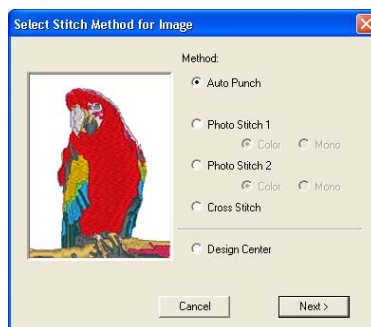 Select Stitch Method for Image
Method:
Auto Punch
Photo Stitch 1
Color Mono
Photo Stitch 2
Color Mono
Cross Stitch
Design Center
Cancel Next >